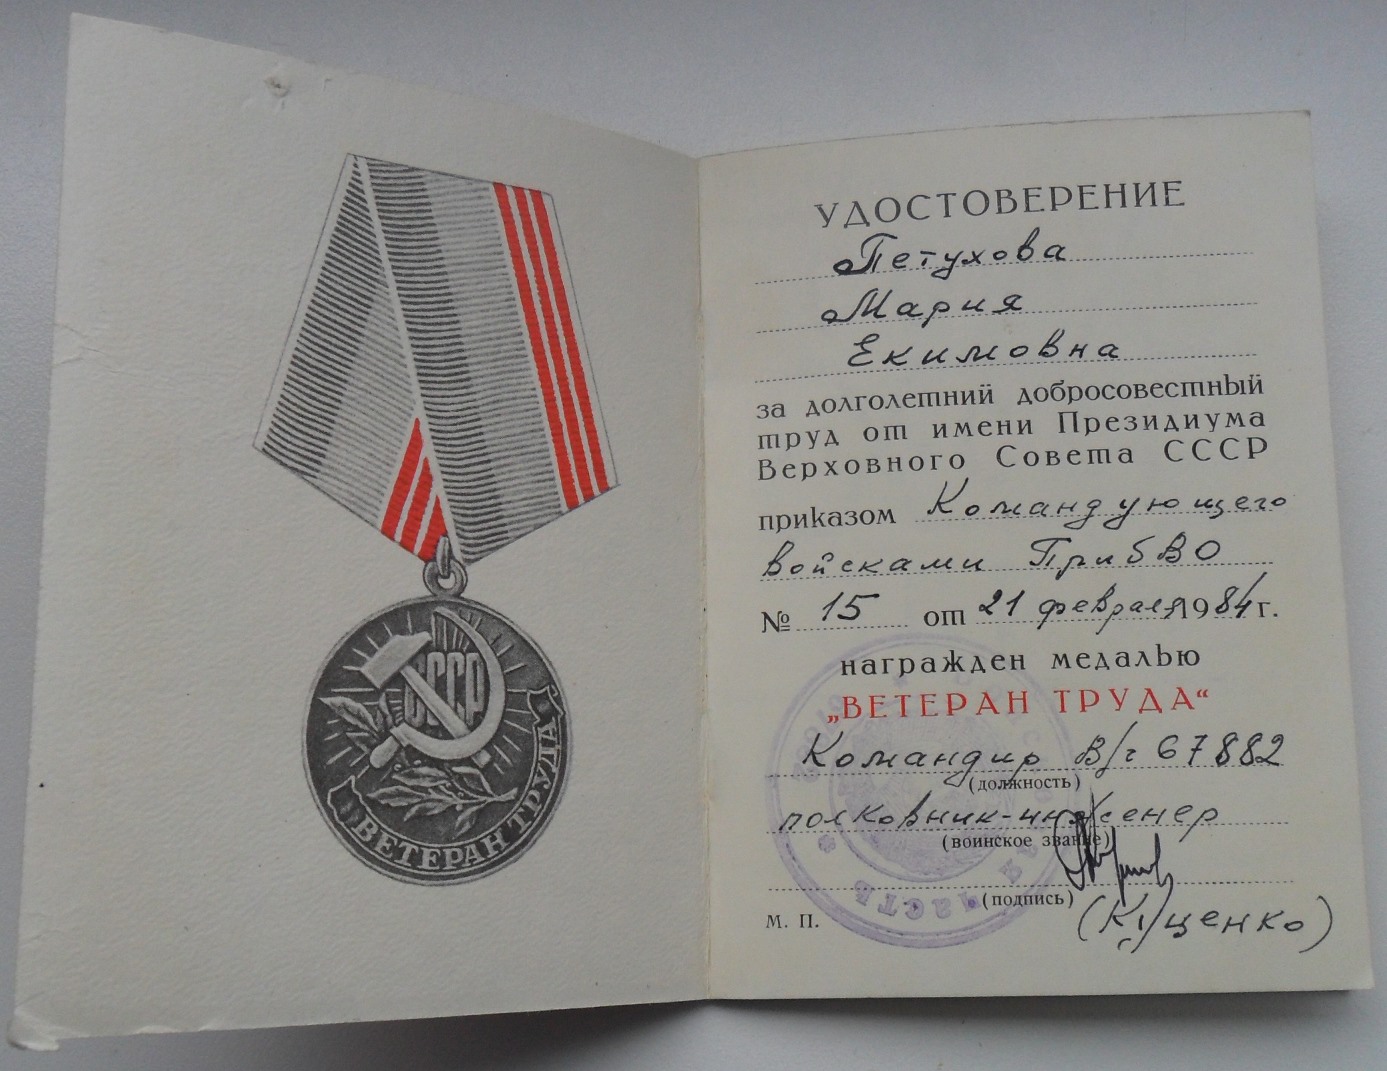 СССР
ВЕТЕРАН ТРУДА
УДОСТОВЕРЕНИЕ
Петухова
Мария
Екимовна
за долголетний добросовестный
труд от имени Президиума
Верховного Совета СССР
приказом Командующего
войсками ПрибВО
№ 15 от 21 февраля 1984 г.
награжден медалью
„ВЕТЕРАН ТРУДА“
Командир В/ч 67882
(должность)
полковник-инженер
(воинское звание)
(подпись)
М. П.
(Куценко)
часть